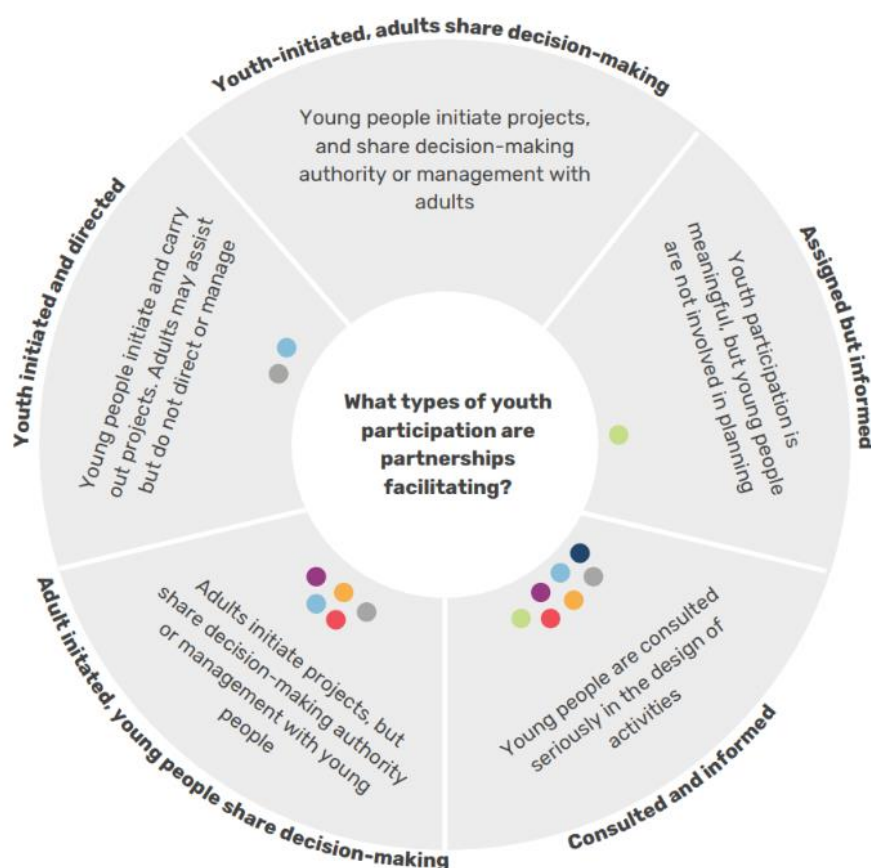 Youth-initiated, adults share decision-making
Young people initiate projects,
and share decision-making
authority or management with
adults
Assigned but informed
Youth participation is
meaningful, but young people
are not involved in planning
Consulted and informed
Young people are consulted
seriously in the design of
activities
Adult initated, young people share decision-making
Adults initiate projects, but
share decision-making authority
or management with young
people
Youth initiated and directed
Young people initiate and carry
out projects. Adults may assist
but do not direct or manage
What types of youth
participation are
partnerships
facilitating?